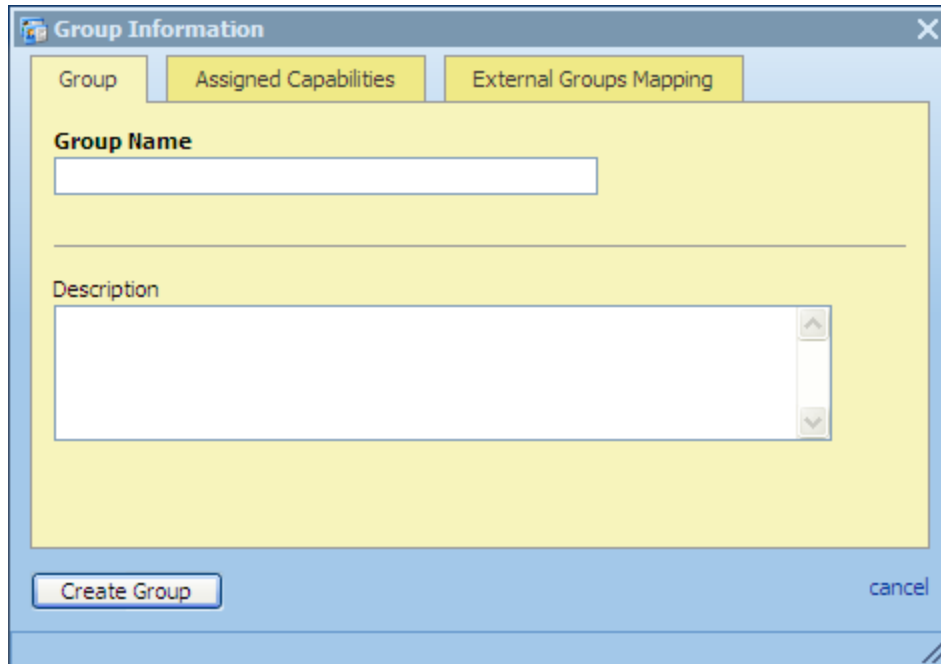 Group Information
Group Assigned Capabilities External Groups Mapping
Group Name
Description
Create Group cancel